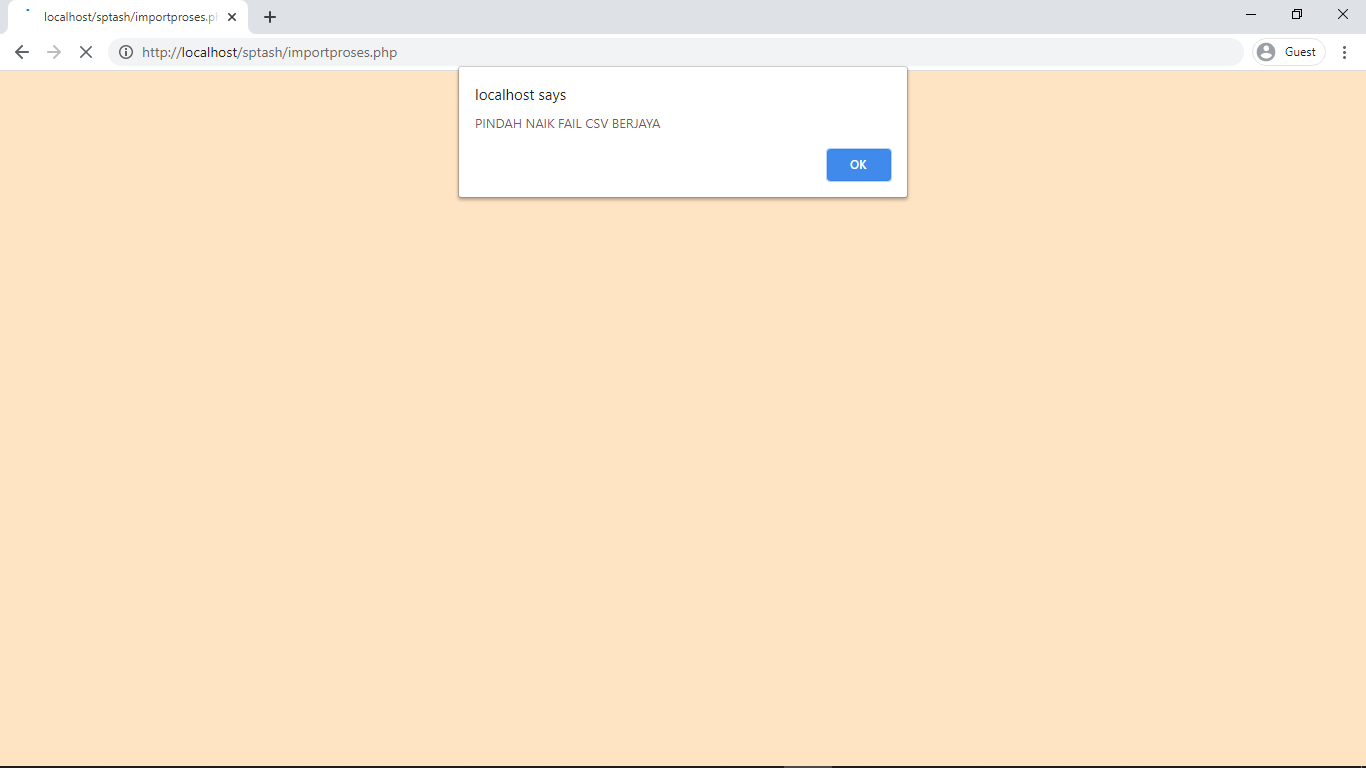 localhost/sptash/importproses.p
http://localhost/sptash/importproses.php
Guest
localhost says
PINDAH NAIK FAIL CSV BERJAYA
OK